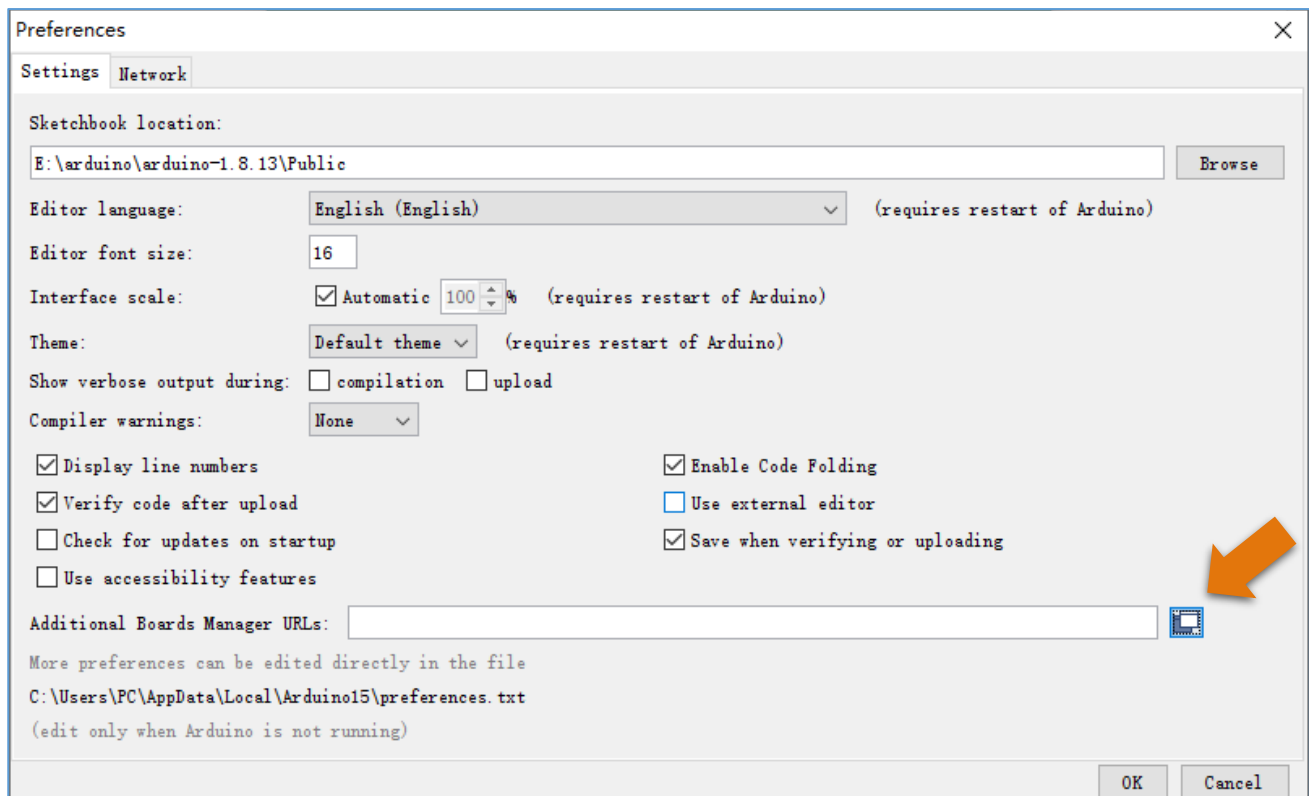 Preferences
Settings Network
Sketchbook location:
E:\arduino\arduino-1.8.13\Public Browse
Editor language: English (English) (requires restart of Arduino)
Editor font size: 16
Interface scale: Automatic 100 % (requires restart of Arduino)
Theme: Default theme (requires restart of Arduino)
Show verbose output during: compilation upload
Compiler warnings: None
Display line numbers Enable Code Folding
Verify code after upload Use external editor
Check for updates on startup Save when verifying or uploading
Use accessibility features
Additional Boards Manager URLs:
More preferences can be edited directly in the file
C:\Users\PC\AppData\Local\Arduino15\preferences.txt
(edit only when Arduino is not running)
OK Cancel